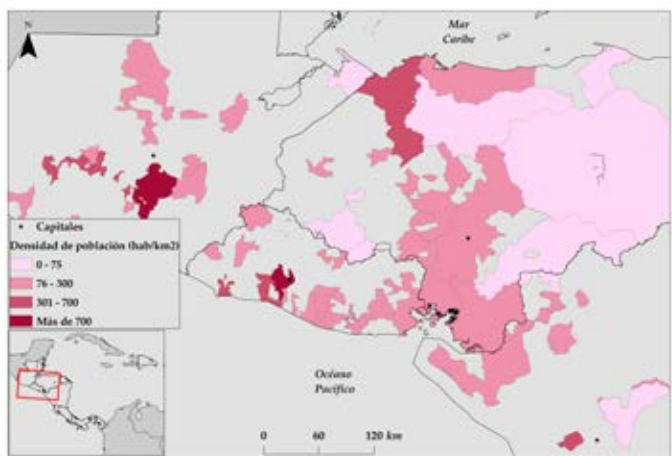 N
Mar
Caribe
Capitales
Densidad de población (hab/km2)
0 - 75
76 - 300
301 - 700
Más de 700
Océano
Pacífico
0 60 120 km